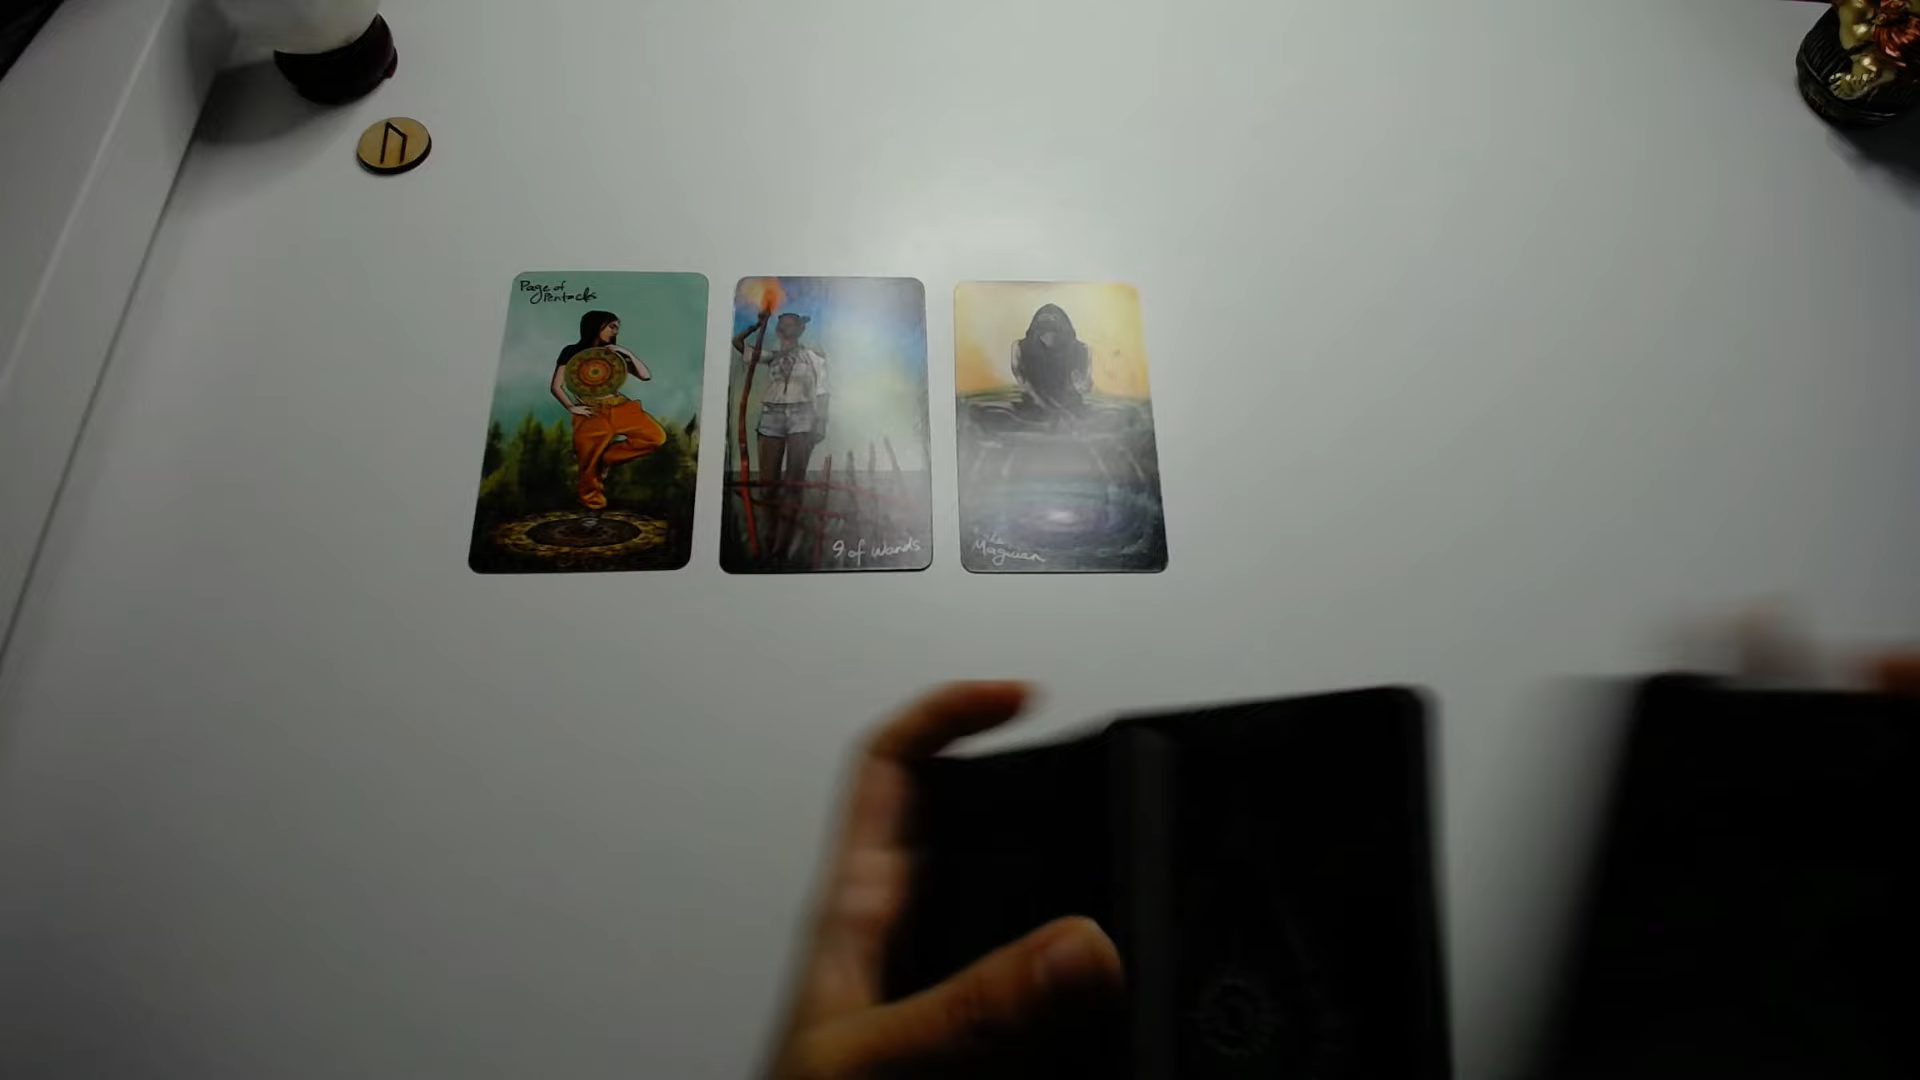 ᚢ
Page of
Pentacles
9 of Wands
the
Magician